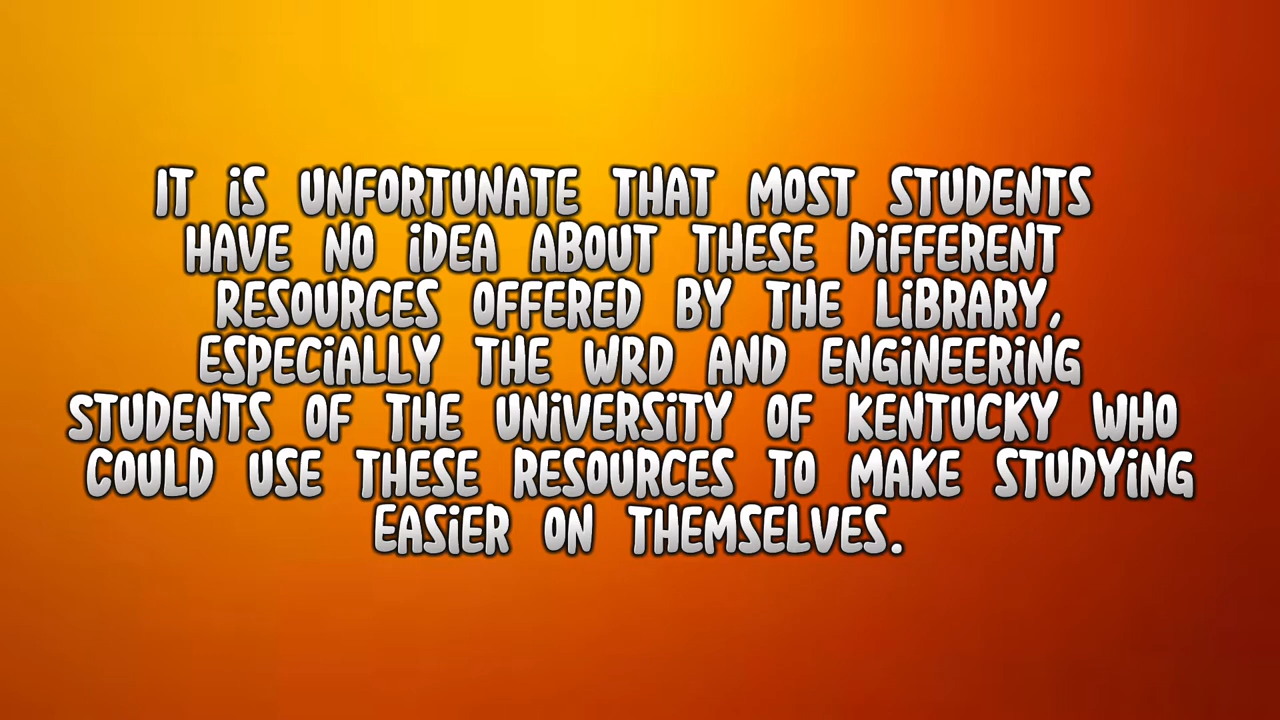 IT iS UNFORTUNATE THAT MOST STUDENTS
HAVE NO iDEA ABOUT THESE DiFFERENT
RESOURCES OFFERED BY THE LiBRARY,
ESPECiALLY THE WRD AND ENGiNEERiNG
STUDENTS OF THE UNiVERSiTY OF KENTUCKY WHO
COULD USE THESE RESOURCES TO MAKE STUDYiNG
EASiER ON THEMSELVES.